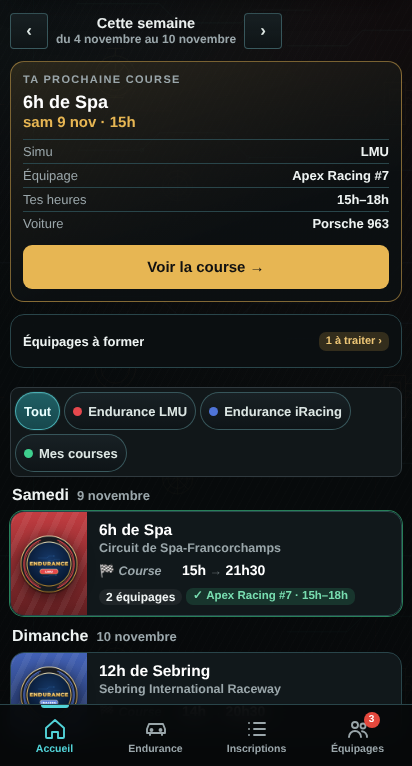 ‹ Cette semaine ›
du 4 novembre au 10 novembre
TA PROCHAINE COURSE
6h de Spa
sam 9 nov · 15h
Simu LMU
Équipage Apex Racing #7
Tes heures 15h–18h
Voiture Porsche 963
Voir la course →
Équipages à former 1 à traiter ›
Tout Endurance LMU Endurance iRacing
Mes courses
Samedi 9 novembre
6h de Spa
Circuit de Spa-Francorchamps
Course 15h → 21h30
ENDURANCE
2 équipages ✓ Apex Racing #7 · 15h–18h
Dimanche 10 novembre
12h de Sebring
Sebring International Raceway
ENDURANCE
3
Accueil Endurance Inscriptions Équipages